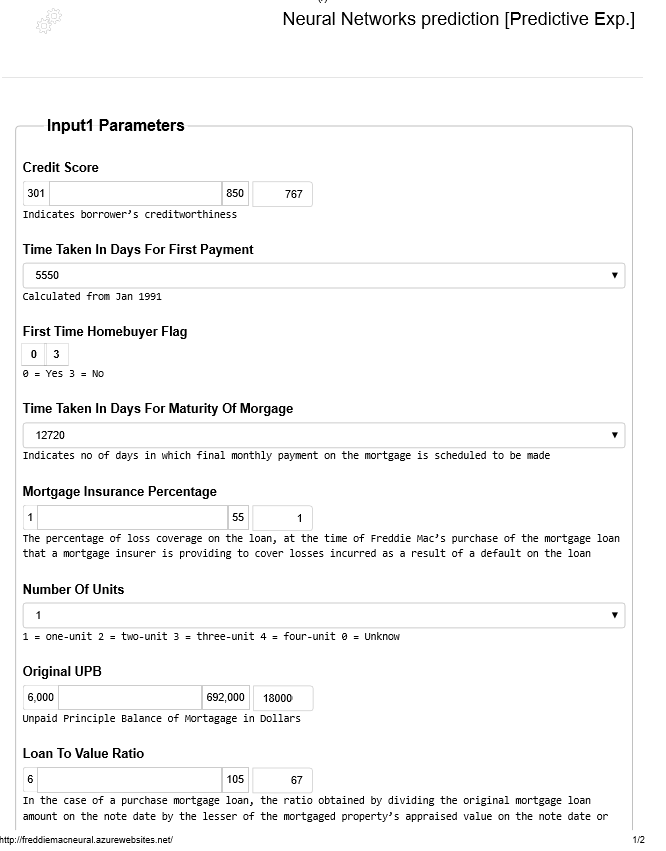 Neural Networks prediction [Predictive Exp.]
Input1 Parameters
Credit Score
301 850 767
Indicates borrower's creditworthiness
Time Taken In Days For First Payment
5550
Calculated from Jan 1991
First Time Homebuyer Flag
0 3
0 = Yes 3 = No
Time Taken In Days For Maturity Of Morgage
12720
Indicates no of days in which final monthly payment on the mortgage is scheduled to be made
Mortgage Insurance Percentage
1 55 1
The percentage of loss coverage on the loan, at the time of Freddie Mac's purchase of the mortgage loan
that a mortgage insurer is providing to cover losses incurred as a result of a default on the loan
Number Of Units
1
1 = one-unit 2 = two-unit 3 = three-unit 4 = four-unit 0 = Unknow
Original UPB
6,000 692,000 18000
Unpaid Principle Balance of Mortagage in Dollars
Loan To Value Ratio
6 105 67
In the case of a purchase mortgage loan, the ratio obtained by dividing the original mortgage loan
amount on the note date by the lesser of the mortgaged property's appraised value on the note date or
http://freddiemacneural.azurewebsites.net/ 1/2